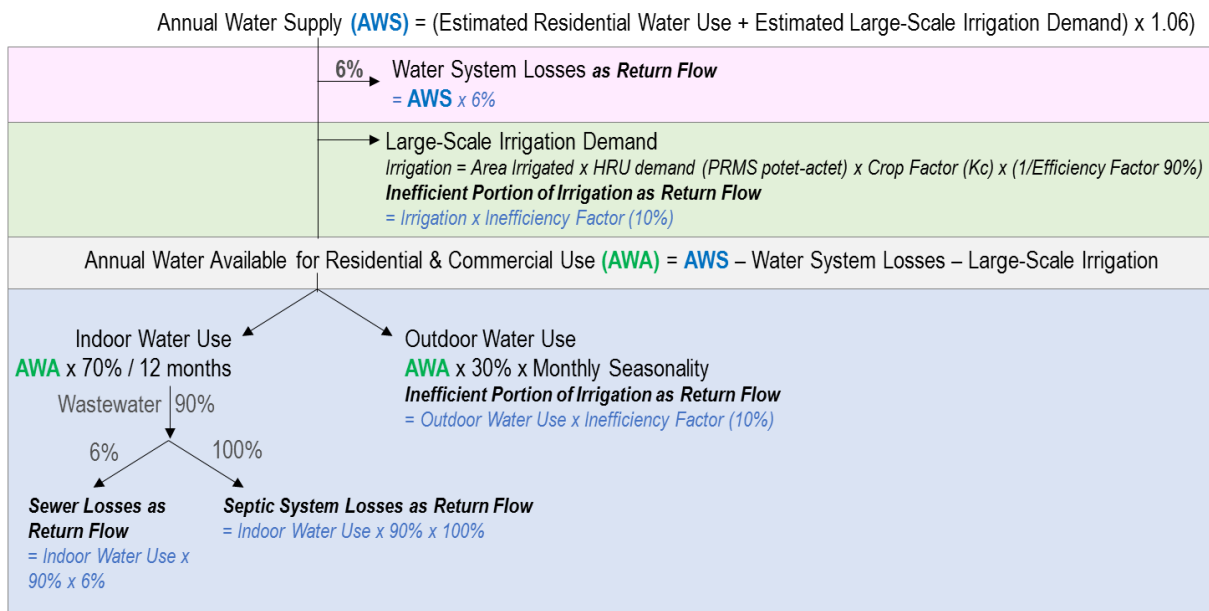 Annual Water Supply (AWS) = (Estimated Residential Water Use + Estimated Large-Scale Irrigation Demand) x 1.06)
6%
Water System Losses as Return Flow
= AWS x 6%
Large-Scale Irrigation Demand
Irrigation = Area Irrigated x HRU demand (PRMS potet-actet) x Crop Factor (Kc) x (1/Efficiency Factor 90%)
Inefficient Portion of Irrigation as Return Flow
= Irrigation x Inefficiency Factor (10%)
Annual Water Available for Residential & Commercial Use (AWA) = AWS – Water System Losses – Large-Scale Irrigation
Indoor Water Use
AWA x 70% / 12 months
Outdoor Water Use
AWA x 30% x Monthly Seasonality
Inefficient Portion of Irrigation as Return Flow
= Outdoor Water Use x Inefficiency Factor (10%)
Wastewater 90%
6%
100%
Sewer Losses as
Return Flow
= Indoor Water Use x
90% x 6%
Septic System Losses as Return Flow
= Indoor Water Use x 90% x 100%